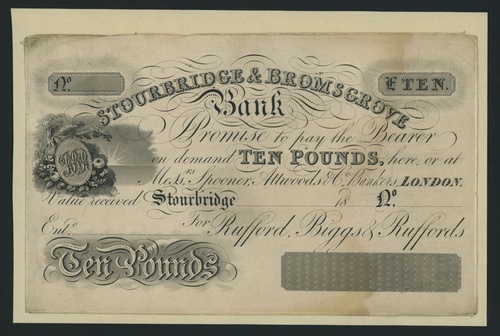 No. £ TEN.
STOURBRIDGE & BROMSGROVE
Bank
Promise to pay the Bearer
on demand TEN POUNDS, here, or at
Messrs. Spooner, Attwoods & Co. Bankers, LONDON.
Value received Stourbridge 18 No.
Entd. For Rufford, Biggs & Ruffords
Ten Pounds